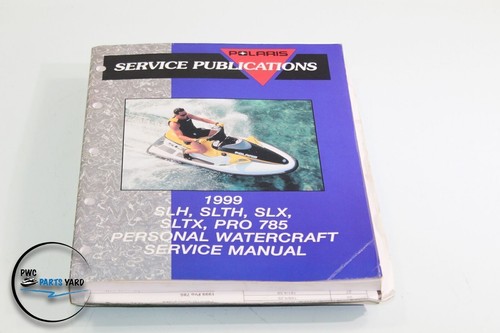 POLARIS
SERVICE PUBLICATIONS
1999
SLH, SLTH, SLX,
SLTX, PRO 785
PERSONAL WATERCRAFT
SERVICE MANUAL
PWC
PARTS YARD